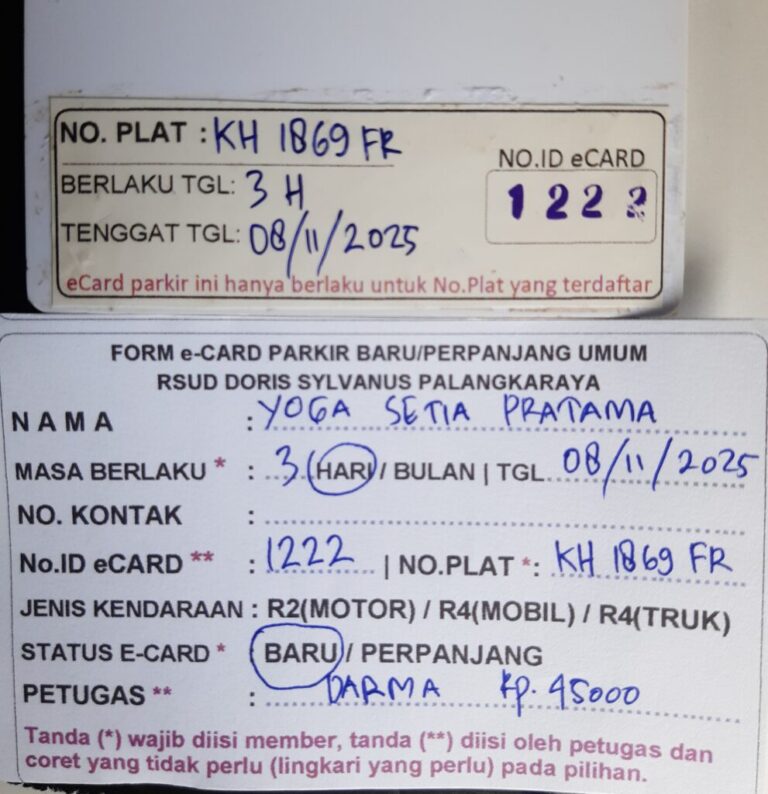 NO. PLAT : KH 1869 FR
BERLAKU TGL: 3 H
TENGGAT TGL: 08/11/2025
NO.ID eCARD
1222
eCard parkir ini hanya berlaku untuk No.Plat yang terdaftar
FORM e-CARD PARKIR BARU/PERPANJANG UMUM
RSUD DORIS SYLVANUS PALANGKARAYA
NAMA : YOGA SETIA PRATAMA
MASA BERLAKU * : 3 HARI / BULAN | TGL 08/11/2025
NO. KONTAK :
No.ID eCARD ** : 1222 | NO.PLAT *: KH 1869 FR
JENIS KENDARAAN : R2(MOTOR) / R4(MOBIL) / R4(TRUK)
STATUS E-CARD * BARU / PERPANJANG
PETUGAS ** : DARMA Rp. 45000
Tanda (*) wajib diisi member, tanda (**) diisi oleh petugas dan
coret yang tidak perlu (lingkari yang perlu) pada pilihan.